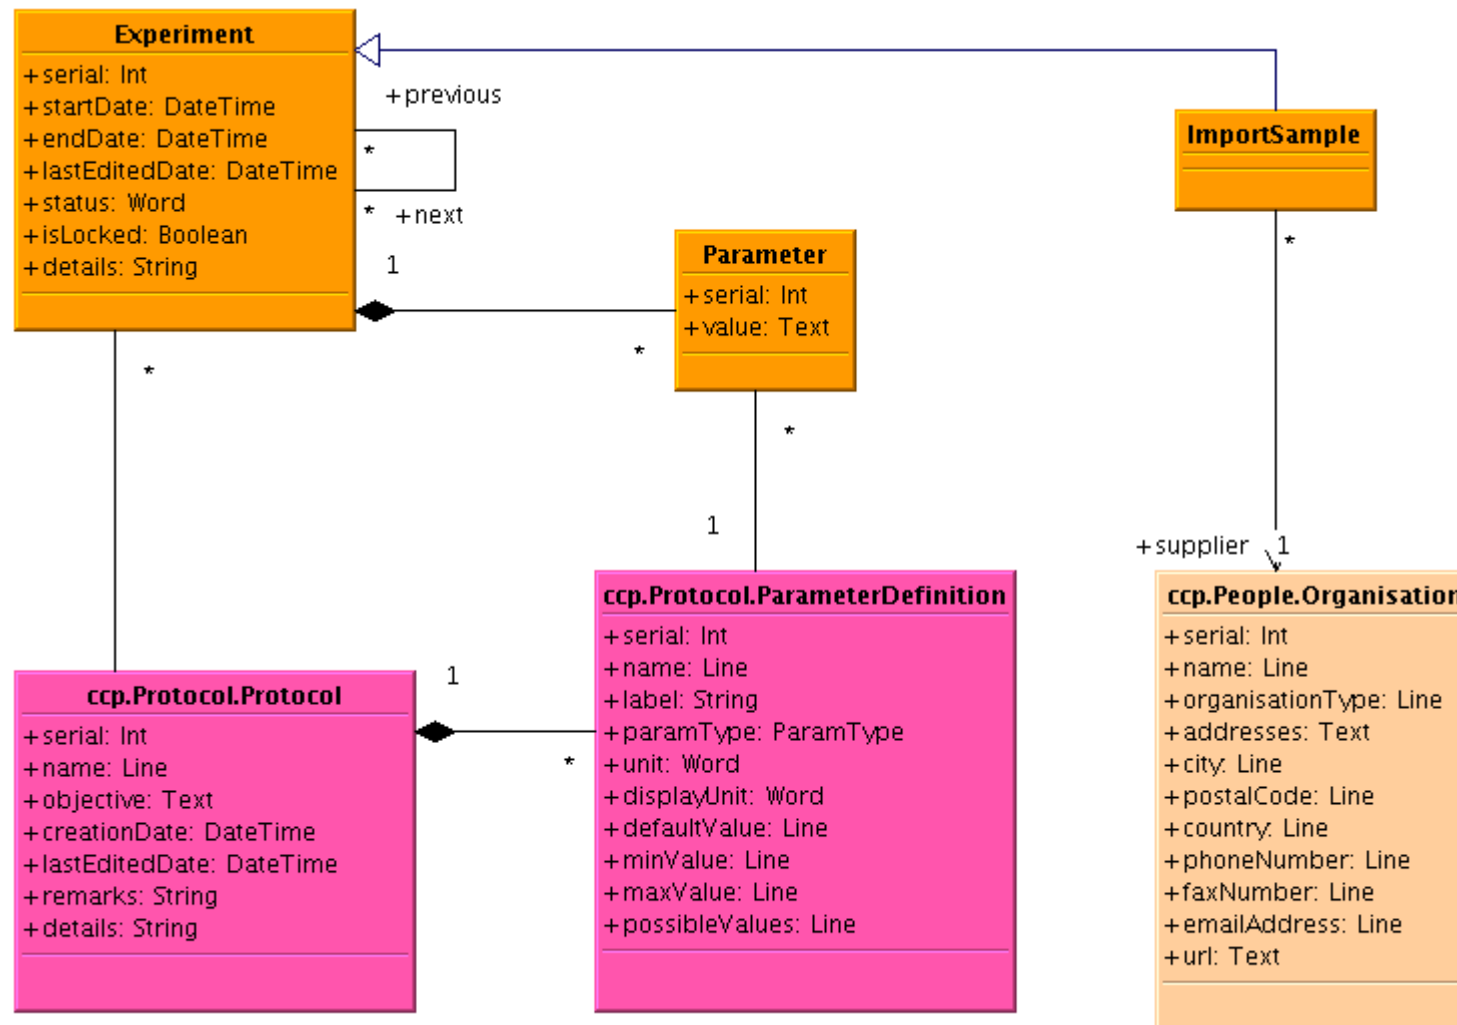 Experiment
+serial: Int
+startDate: DateTime
+endDate: DateTime
+lastEditedDate: DateTime
+status: Word
+isLocked: Boolean
+details: String
+previous
*
* +next
1
*
*
Parameter
+serial: Int
+value: Text
*
1
ImportSample
*
+supplier 1
ccp.Protocol.Protocol
+serial: Int
+name: Line
+objective: Text
+creationDate: DateTime
+lastEditedDate: DateTime
+remarks: String
+details: String
1
*
ccp.Protocol.ParameterDefinition
+serial: Int
+name: Line
+label: String
+paramType: ParamType
+unit: Word
+displayUnit: Word
+defaultValue: Line
+minValue: Line
+maxValue: Line
+possibleValues: Line
ccp.People.Organisation
+serial: Int
+name: Line
+organisationType: Line
+addresses: Text
+city: Line
+postalCode: Line
+country: Line
+phoneNumber: Line
+faxNumber: Line
+emailAddress: Line
+url: Text